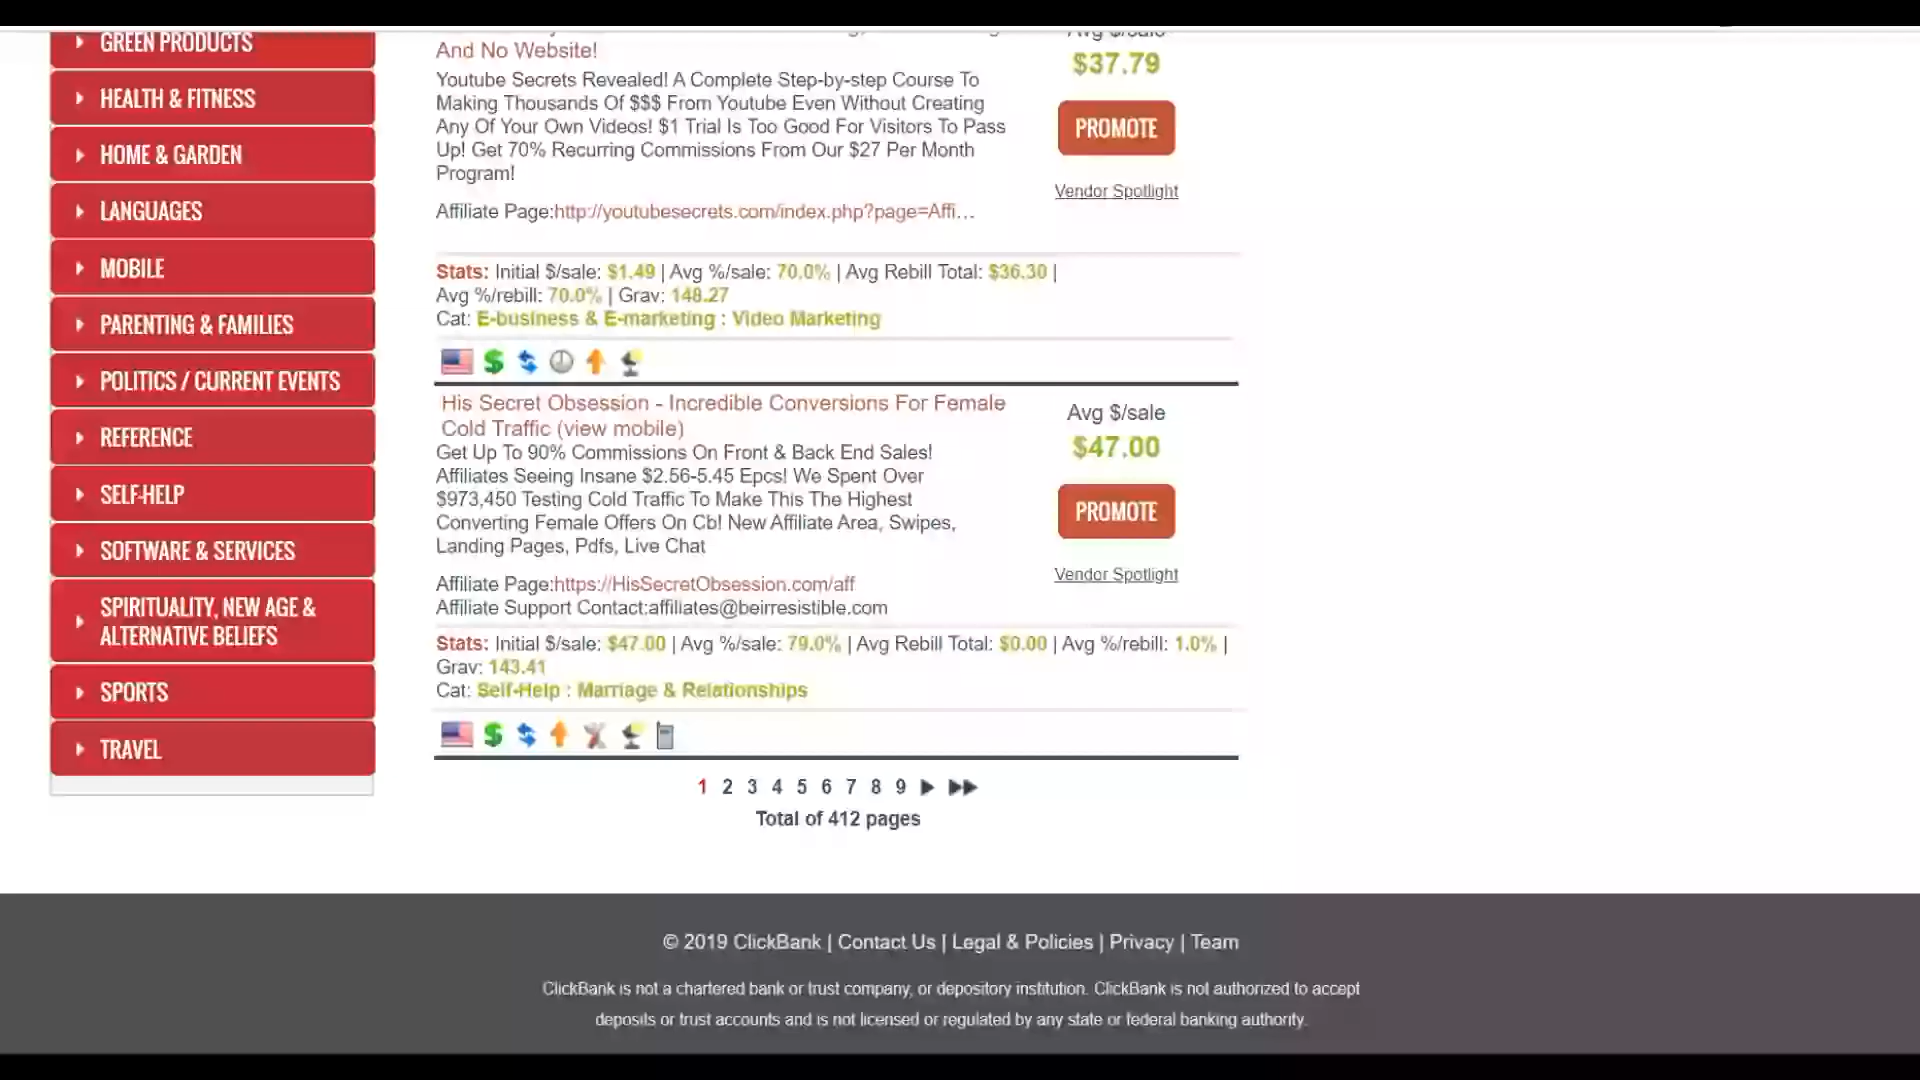 GREEN PRODUCTS
HEALTH & FITNESS
HOME & GARDEN
LANGUAGES
MOBILE
PARENTING & FAMILIES
POLITICS / CURRENT EVENTS
REFERENCE
SELF-HELP
SOFTWARE & SERVICES
SPIRITUALITY, NEW AGE &
ALTERNATIVE BELIEFS
SPORTS
TRAVEL
And No Website!
Youtube Secrets Revealed! A Complete Step-by-step Course To
Making Thousands Of $$$ From Youtube Even Without Creating
Any Of Your Own Videos! $1 Trial Is Too Good For Visitors To Pass
Up! Get 70% Recurring Commissions From Our $27 Per Month
Program!
Affiliate Page:http://youtubesecrets.com/index.php?page=Affi...
Avg $/sale
$37.79
PROMOTE
Vendor Spotlight
Stats: Initial $/sale: $1.49 | Avg %/sale: 70.0% | Avg Rebill Total: $36.30 |
Avg %/rebill: 70.0% | Grav: 148.27
Cat: E-business & E-marketing : Video Marketing
His Secret Obsession - Incredible Conversions For Female
Cold Traffic (view mobile)
Get Up To 90% Commissions On Front & Back End Sales!
Affiliates Seeing Insane $2.56-5.45 Epcs! We Spent Over
$973,450 Testing Cold Traffic To Make This The Highest
Converting Female Offers On Cb! New Affiliate Area, Swipes,
Landing Pages, Pdfs, Live Chat
Affiliate Page:https://HisSecretObsession.com/aff
Affiliate Support Contact:affiliates@beirresistible.com
Avg $/sale
$47.00
PROMOTE
Vendor Spotlight
Stats: Initial $/sale: $47.00 | Avg %/sale: 79.0% | Avg Rebill Total: $0.00 | Avg %/rebill: 1.0% |
Grav: 143.41
Cat: Self-Help : Marriage & Relationships
1 2 3 4 5 6 7 8 9
Total of 412 pages
© 2019 ClickBank | Contact Us | Legal & Policies | Privacy | Team
ClickBank is not a chartered bank or trust company, or depository institution. ClickBank is not authorized to accept
deposits or trust accounts and is not licensed or regulated by any state or federal banking authority.